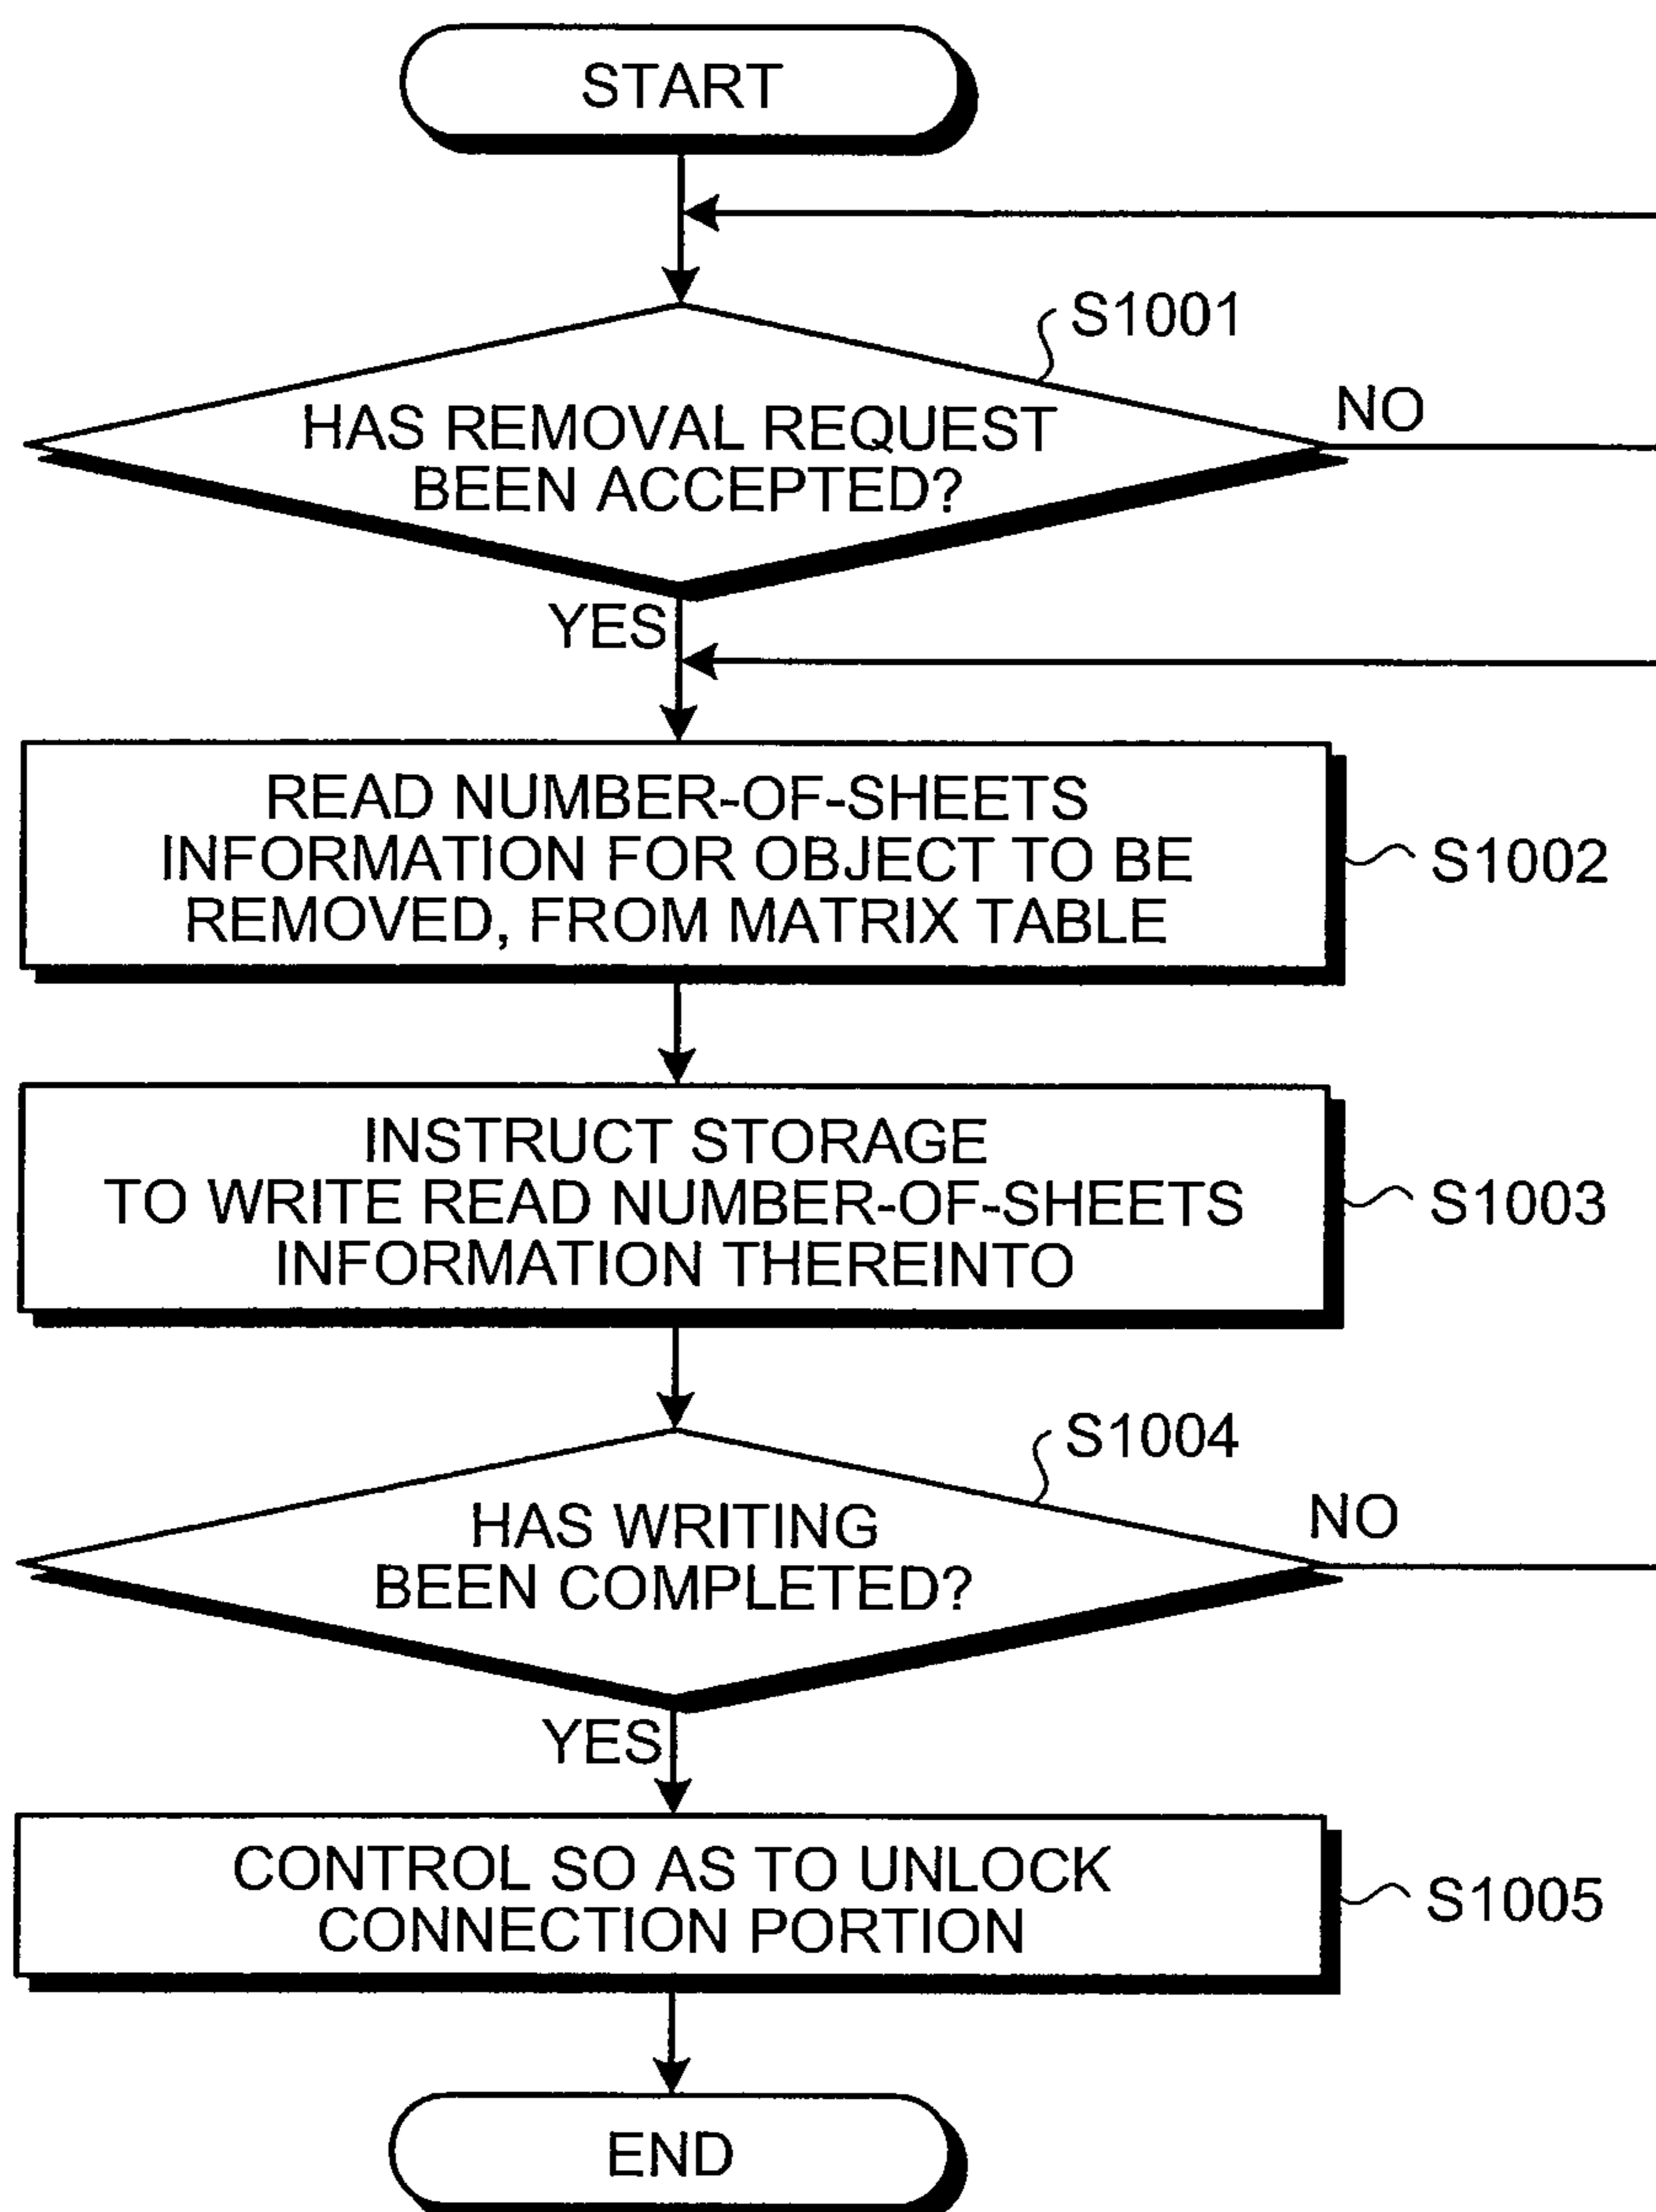 START
S1001
HAS REMOVAL REQUEST
BEEN ACCEPTED?
NO
YES
READ NUMBER-OF-SHEETS
INFORMATION FOR OBJECT TO BE
REMOVED, FROM MATRIX TABLE
S1002
INSTRUCT STORAGE
TO WRITE READ NUMBER-OF-SHEETS
INFORMATION THEREINTO
S1003
S1004
HAS WRITING
BEEN COMPLETED?
NO
YES
CONTROL SO AS TO UNLOCK
CONNECTION PORTION
S1005
END